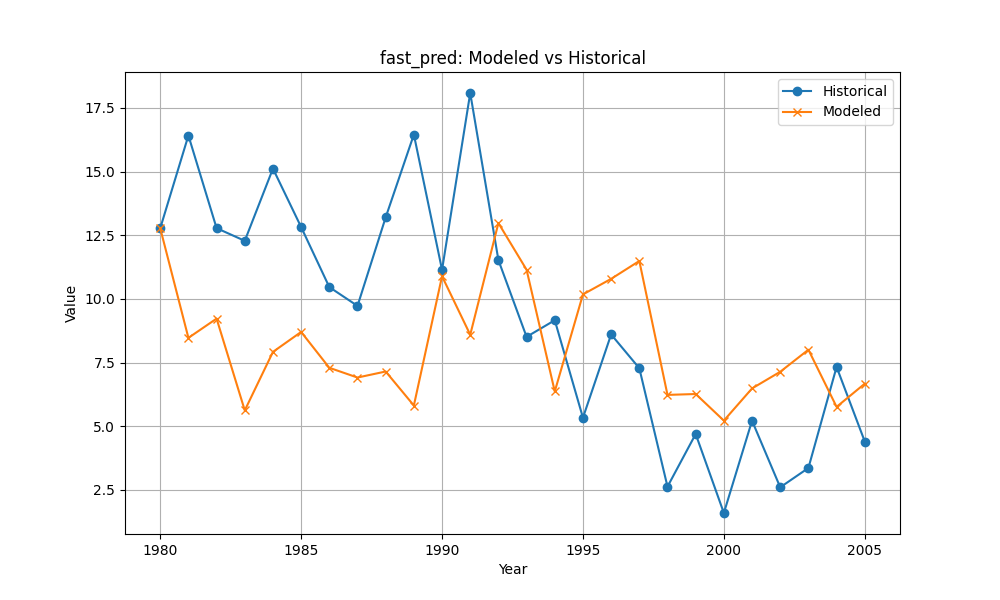 fast_pred: Modeled vs Historical
Historical
Modeled
17.5
15.0
12.5
10.0
7.5
5.0
2.5
Value
1980
1985
1990
1995
2000
2005
Year